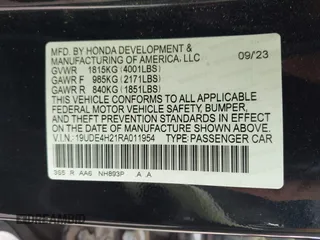 MFD. BY HONDA DEVELOPMENT &
MANUFACTURING OF AMERICA, LLC 09/23
GVWR 1815KG (4001LBS)
GAWR F 985KG (2171LBS)
GAWR R 840KG (1851LBS)
THIS VEHICLE CONFORMS TO ALL APPLICABLE
FEDERAL MOTOR VEHICLE SAFETY, BUMPER,
AND THEFT PREVENTION STANDARDS IN EFFECT
ON THE DATE OF MANUFACTURE SHOWN ABOVE.
V.I.N. 19UDE4H21RA011954 TYPE:PASSENGER CAR
R AA6 NH893P A A